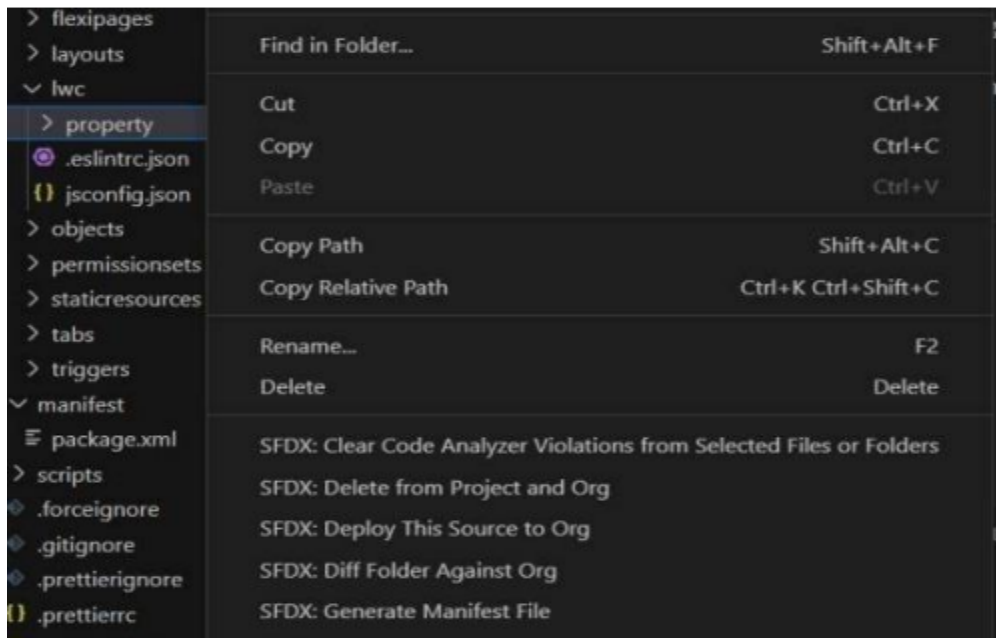 flexipages
layouts
lwc
property
.eslintrc.json
jsconfig.json
objects
permissionsets
staticresources
tabs
triggers
manifest
package.xml
scripts
.forceignore
.gitignore
.prettierignore
.prettierrc
Find in Folder... Shift+Alt+F
Cut Ctrl+X
Copy Ctrl+C
Paste Ctrl+V
Copy Path Shift+Alt+C
Copy Relative Path Ctrl+K Ctrl+Shift+C
Rename... F2
Delete Delete
SFDX: Clear Code Analyzer Violations from Selected Files or Folders
SFDX: Delete from Project and Org
SFDX: Deploy This Source to Org
SFDX: Diff Folder Against Org
SFDX: Generate Manifest File